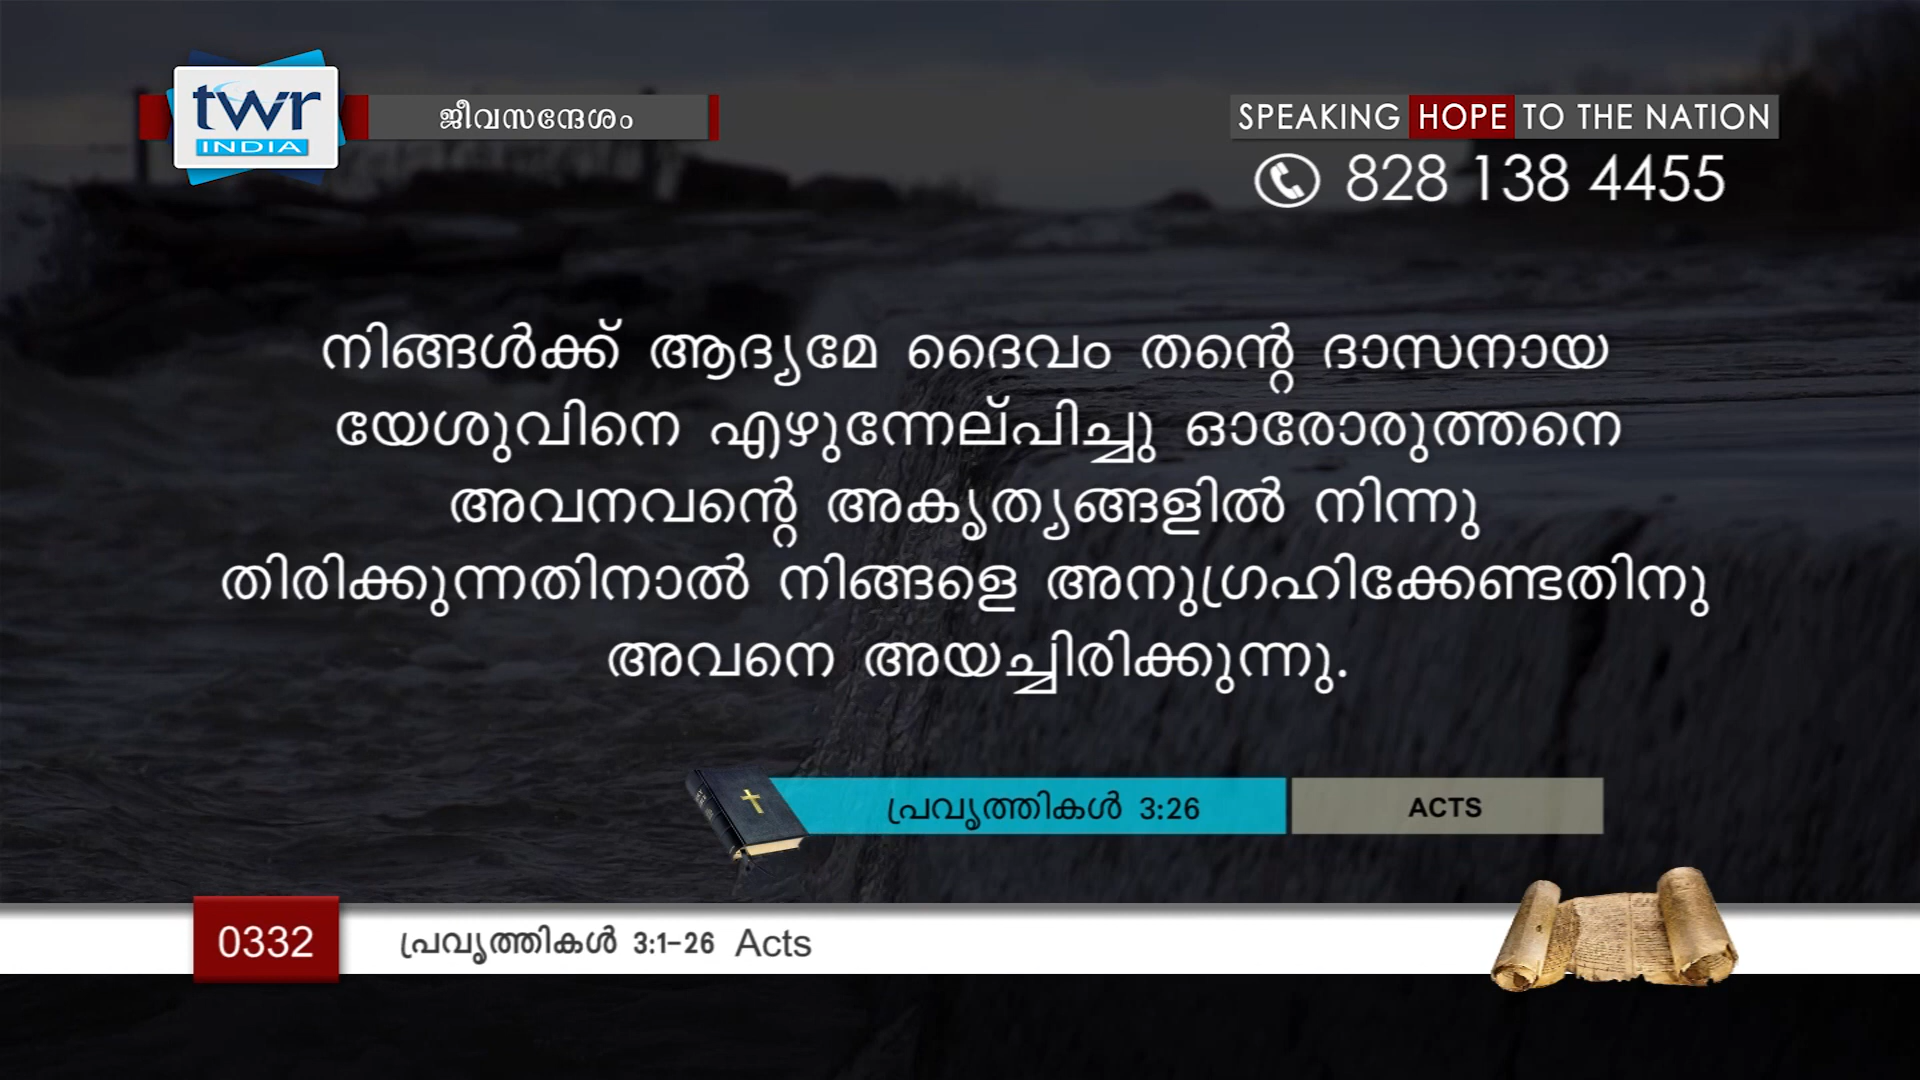 twr
INDIA
ജീവസന്ദേശം
SPEAKING HOPE TO THE NATION
828 138 4455
നിങ്ങൾക്ക് ആദ്യമേ ദൈവം തന്റെ ദാസനായ
യേശുവിനെ എഴുന്നേല്പിച്ചു ഓരോരുത്തനെ
അവനവന്റെ അകൃത്യങ്ങളിൽ നിന്നു
തിരിക്കുന്നതിനാൽ നിങ്ങളെ അനുഗ്രഹിക്കേണ്ടതിനു
അവനെ അയച്ചിരിക്കുന്നു.
പ്രവൃത്തികൾ 3:26
ACTS
0332
പ്രവൃത്തികൾ 3:1-26 Acts